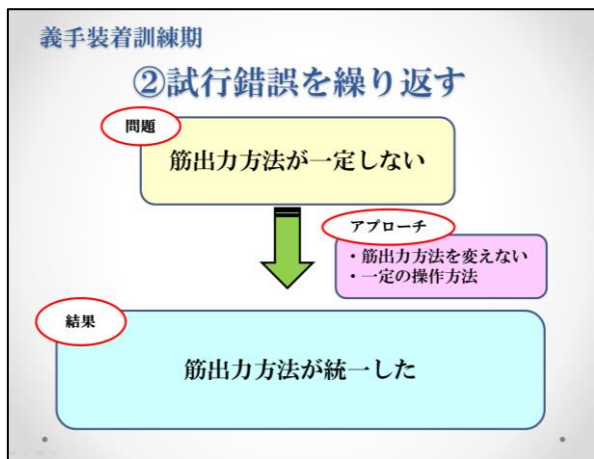 義手装着訓練期
②試行錯誤を繰り返す
問題
筋出力方法が一定しない
アプローチ
・筋出力方法を変えない
・一定の操作方法
結果
筋出力方法が統一した